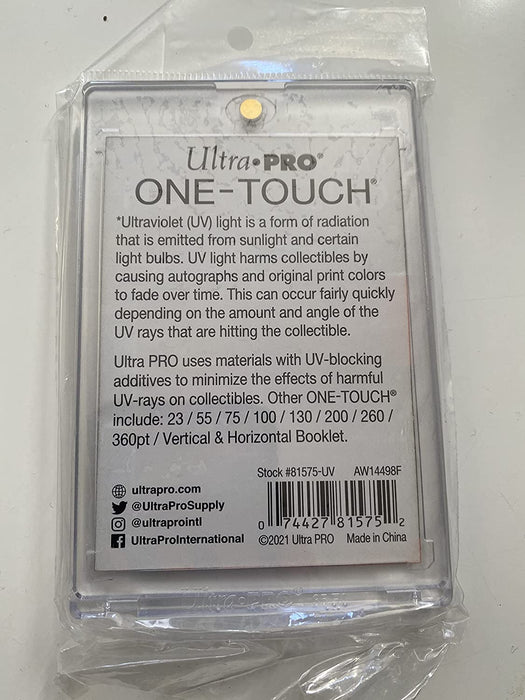 Ultra•PRO®
ONE-TOUCH®
*Ultraviolet (UV) light is a form of radiation
that is emitted from sunlight and certain
light bulbs. UV light harms collectibles by
causing autographs and original print colors
to fade over time. This can occur fairly quickly
depending on the amount and angle of the
UV rays that are hitting the collectible.
Ultra PRO uses materials with UV-blocking
additives to minimize the effects of harmful
UV-rays on collectibles. Other ONE-TOUCH®
include: 23 / 55 / 75 / 100 / 130 / 200 / 260 /
360pt / Vertical & Horizontal Booklet.
Stock #81575-UV AW14498F
ultrapro.com
@UltraProSupply
@ultraprointl
UltraProInternational
0 74427 81575 2
©2021 Ultra PRO Made in China
Ultra•PRO®